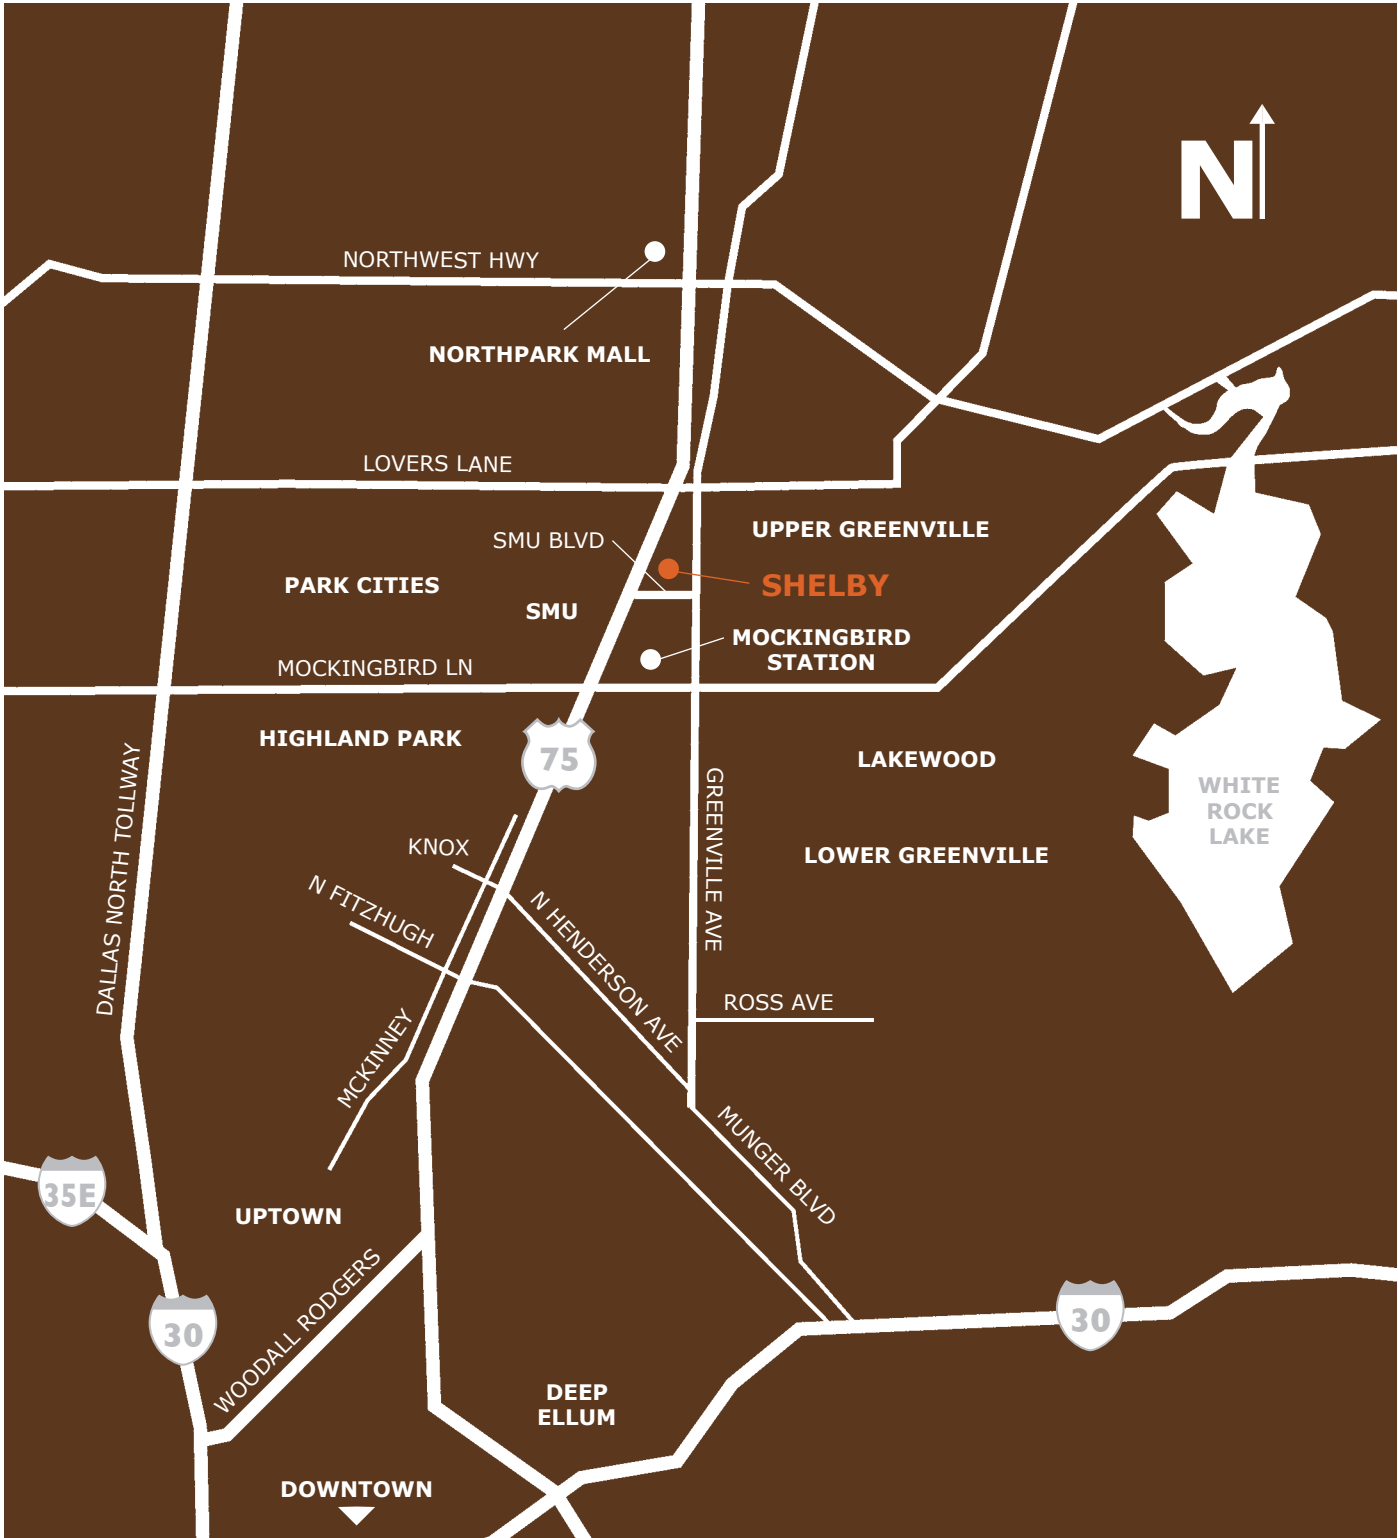 N
NORTHWEST HWY
NORTHPARK MALL
LOVERS LANE
UPPER GREENVILLE
SMU BLVD
PARK CITIES
SHELBY
SMU
MOCKINGBIRD
STATION
MOCKINGBIRD LN
HIGHLAND PARK
75
LAKEWOOD
WHITE
ROCK
LAKE
DALLAS NORTH TOLLWAY
GREENVILLE AVE
KNOX
LOWER GREENVILLE
N FITZHUGH
N HENDERSON AVE
ROSS AVE
MCKINNEY
MUNGER BLVD
35E
UPTOWN
WOODALL RODGERS
30
30
DEEP
ELLUM
DOWNTOWN